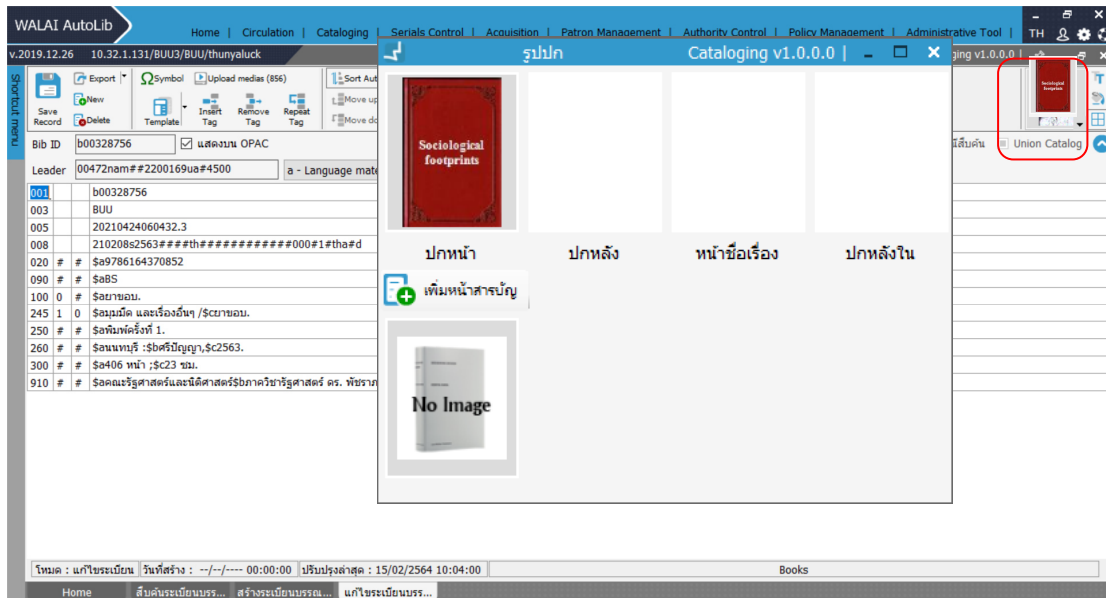 WALAI AutoLib
Home | Circulation | Cataloging | Serials Control | Acquisition | Patron Management | Authority Control | Policy Management | Administrative Tool |
TH
v.2019.12.26 10.32.1.131/BUU3/BUU/thunyaluck
Shortcut menu
Save Record
Export
New
Delete
Symbol
Upload medias (856)
Template
Insert Tag
Remove Tag
Repeat Tag
Sort Aut
Move up
Move do
Bib ID b00328756 แสดงบน OPAC
Union Catalog
Leader 00472nam##2200169ua#4500 a - Language mate
001 b00328756
003 BUU
005 20210424060432.3
008 210208s2563####th############000#1#tha#d
020 # # $a9786164370852
090 # # $aBS
100 0 # $aยาขอบ.
245 1 0 $aมุมมืด และเรื่องอื่นๆ /$cยาขอบ.
250 # # $aพิมพ์ครั้งที่ 1.
260 # # $aนนทบุรี :$bศรีปัญญา,$c2563.
300 # # $a406 หน้า ;$c23 ซม.
910 # # $aคณะรัฐศาสตร์และนิติศาสตร์$bภาควิชารัฐศาสตร์ ดร. พัชราภ
รูปปก Cataloging v1.0.0.0 |
ging v1.0.0.0 |
Sociological footprints
Sociological
footprints
ปกหน้า ปกหลัง หน้าชื่อเรื่อง ปกหลังใน
เพิ่มหน้าสารบัญ
No Image
โหมด : แก้ไขระเบียน วันที่สร้าง : --/--/---- 00:00:00 ปรับปรุงล่าสุด : 15/02/2564 10:04:00 Books
Home สืบค้นระเบียนบรร... สร้างระเบียนบรรณ... แก้ไขระเบียนบรร...